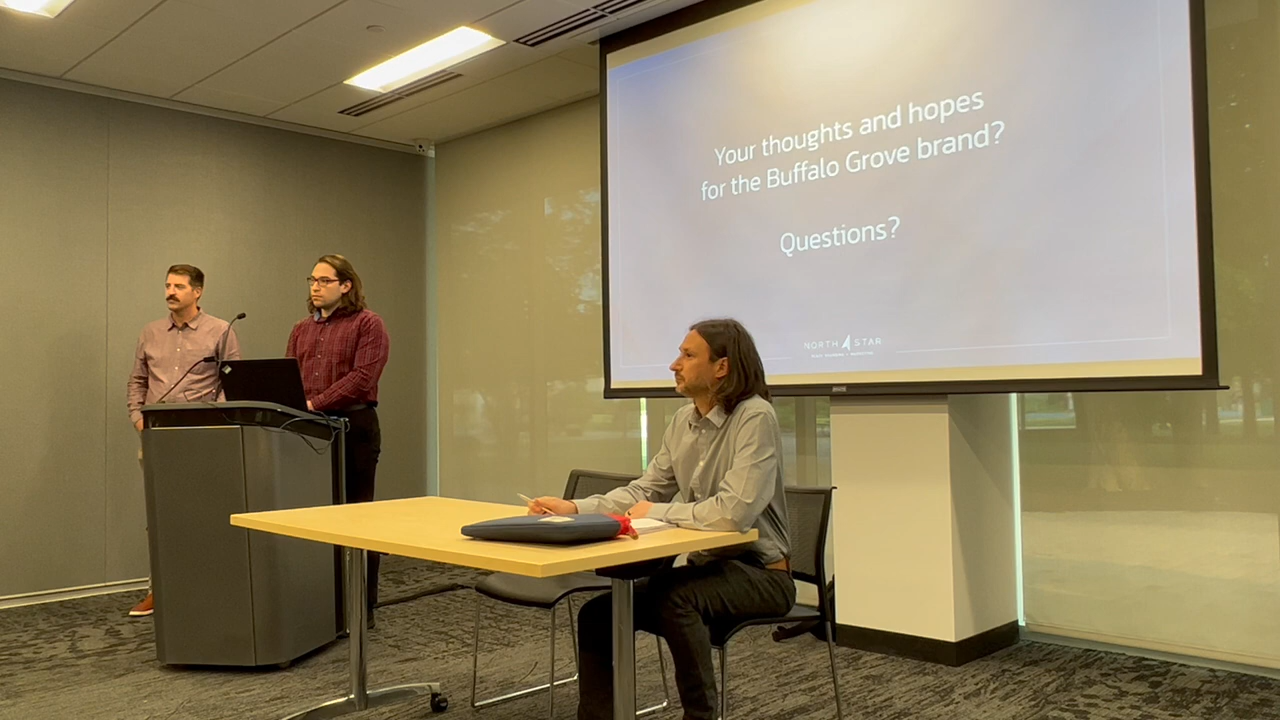 Your thoughts and hopes
for the Buffalo Grove brand?
Questions?
NORTH STAR